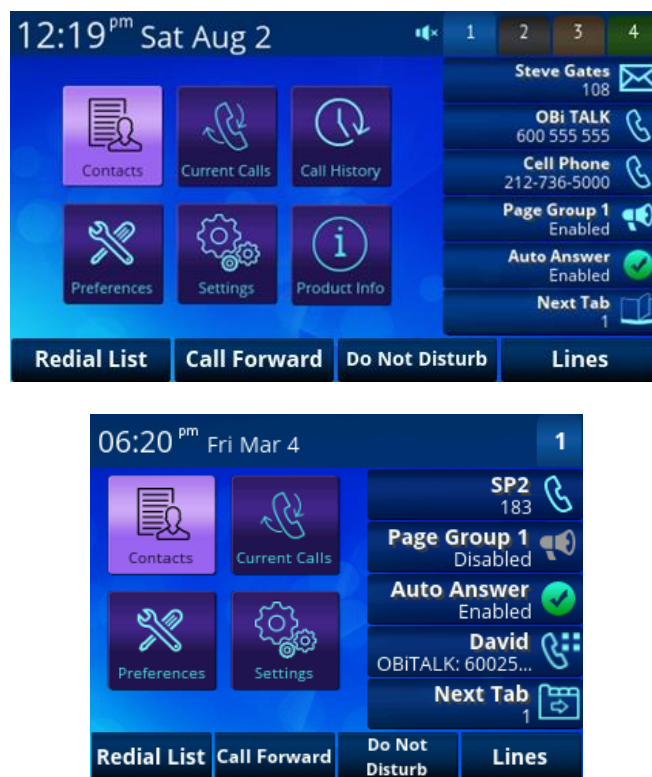 12:19 pm Sat Aug 2
1 2 3 4
Steve Gates
108
OBi TALK
600 555 555
Cell Phone
212-736-5000
Page Group 1
Enabled
Auto Answer
Enabled
Next Tab
1
Contacts Current Calls Call History
Preferences Settings Product Info
Redial List Call Forward Do Not Disturb Lines
06:20 pm Fri Mar 4
1
SP2
183
Page Group 1
Disabled
Auto Answer
Enabled
David
OBiTALK: 60025...
Next Tab
1
Contacts Current Calls
Preferences Settings
Redial List Call Forward Do Not Disturb Lines